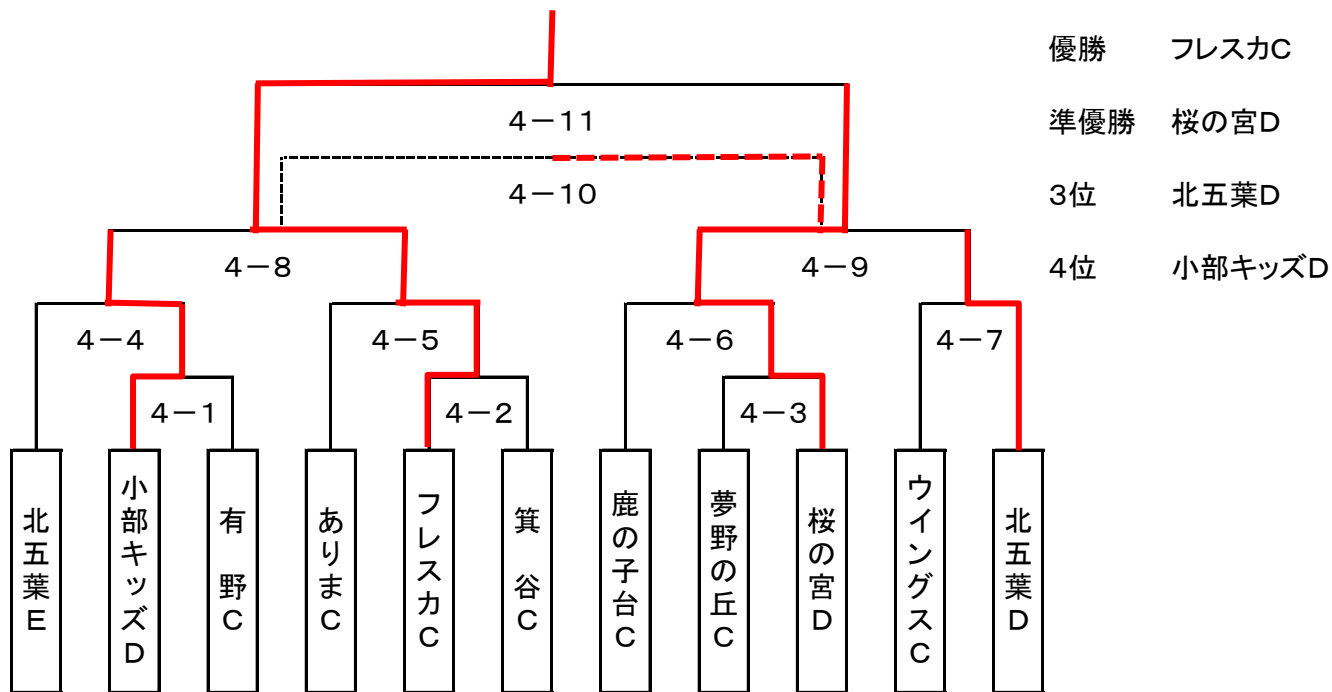 優勝 フレスカC
4－11
準優勝 桜の宮D
4－10
3位 北五葉D
4－8
4－9
4位 小部キッズD
4－4
4－5
4－6
4－7
4－1
4－2
4－3
北五葉E
小部キッズD
有野C
ありまC
フレスカC
箕谷C
鹿の子台C
夢野の丘C
桜の宮D
ウイングスC
北五葉D